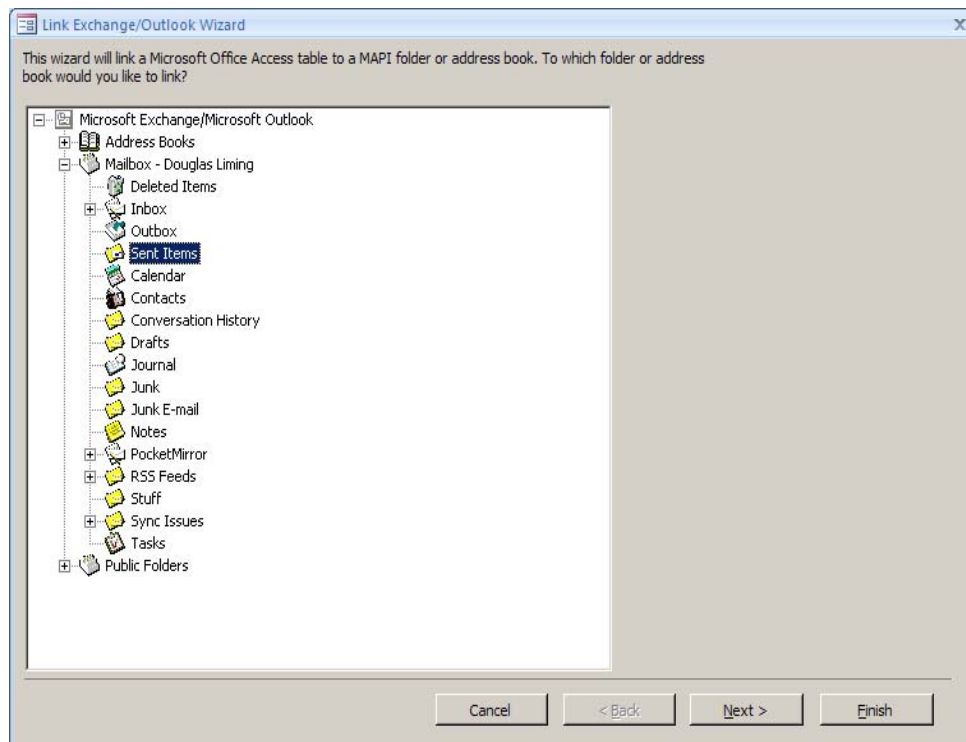 Link Exchange/Outlook Wizard
This wizard will link a Microsoft Office Access table to a MAPI folder or address book. To which folder or address
book would you like to link?
Microsoft Exchange/Microsoft Outlook
Address Books
Mailbox - Douglas Liming
Deleted Items
Inbox
Outbox
Sent Items
Calendar
Contacts
Conversation History
Drafts
Journal
Junk
Junk E-mail
Notes
PocketMirror
RSS Feeds
Stuff
Sync Issues
Tasks
Public Folders
Cancel < Back Next > Finish